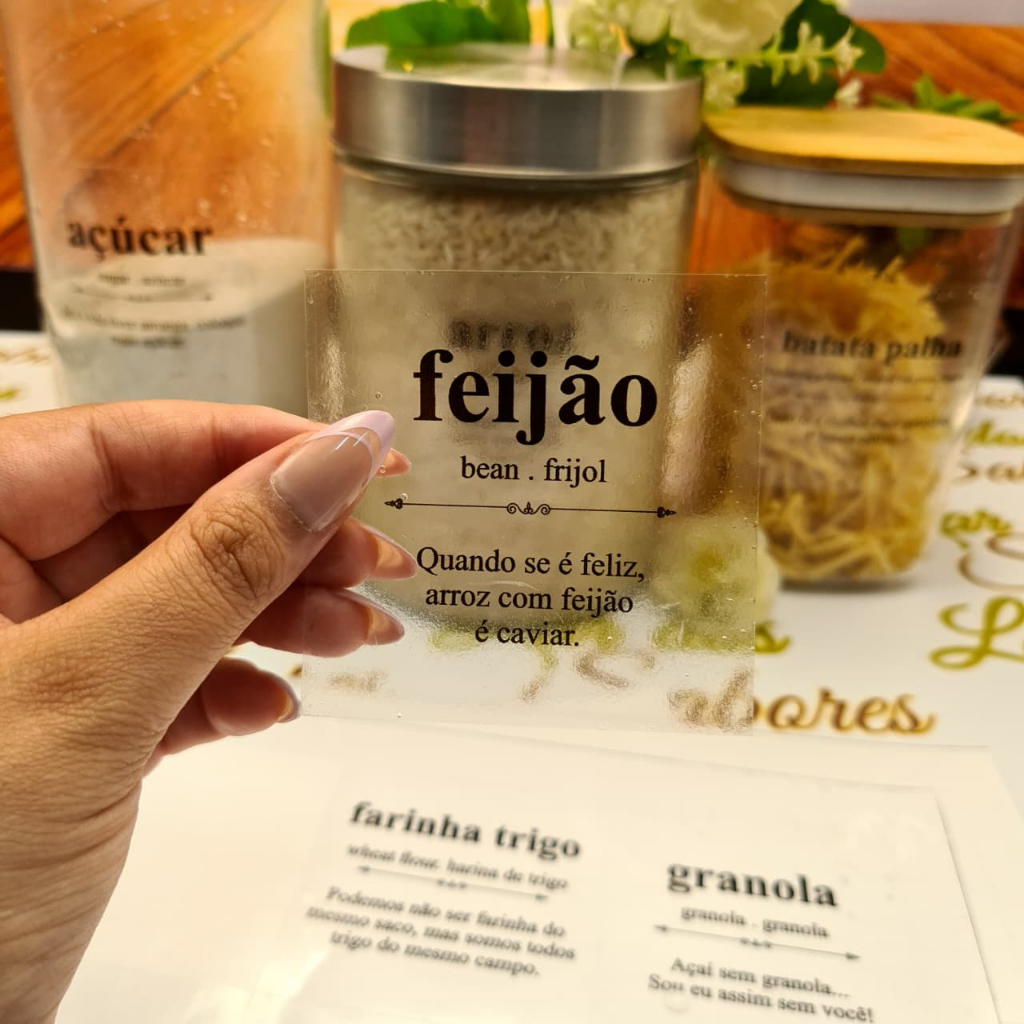 açúcar
arroz
feijão
bean . frijol
Quando se é feliz,
arroz com feijão
é caviar.
batata palha
farinha trigo
wheat flour. harina de trigo
Podemos não ser farinha do
mesmo saco, mas somos todos
trigo do mesmo campo.
granola
granola . granola
Açaí sem granola...
Sou eu assim sem você!